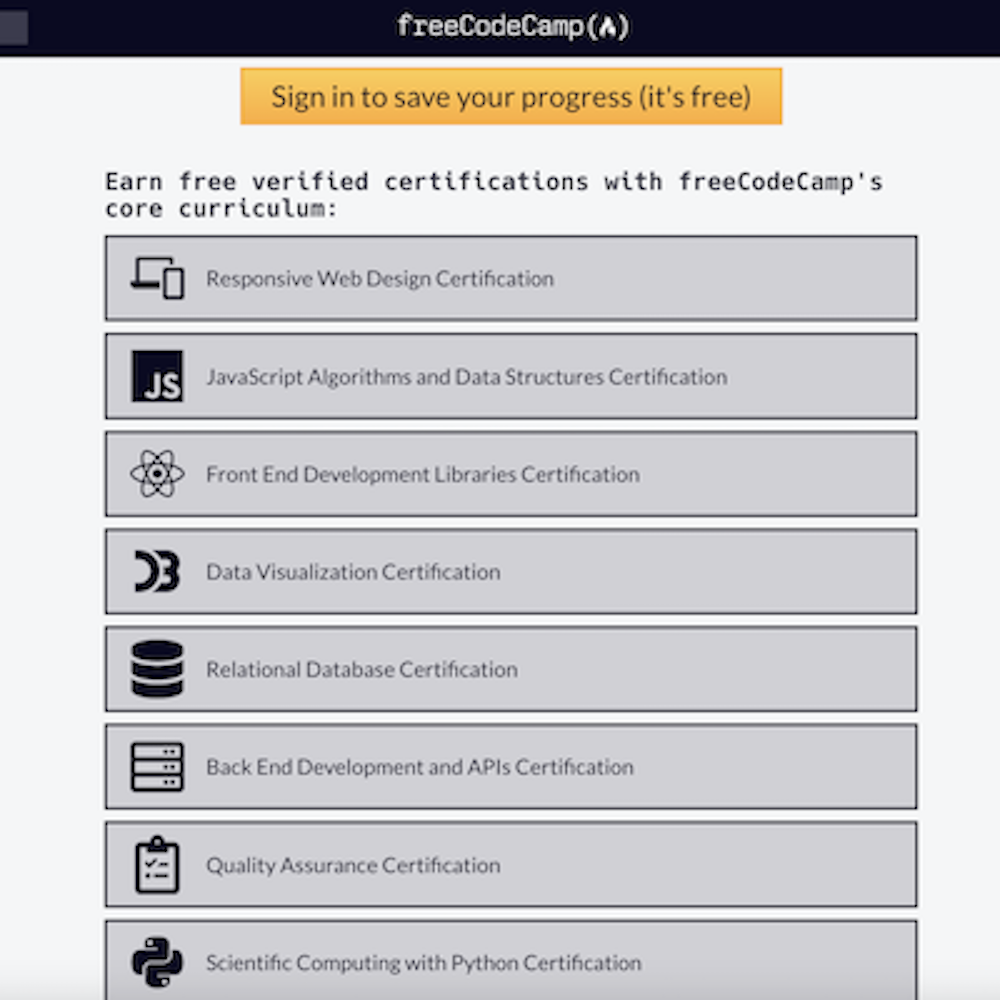 freeCodeCamp(🔥)
Sign in to save your progress (it's free)
Earn free verified certifications with freeCodeCamp's
core curriculum:
Responsive Web Design Certification
JS
JavaScript Algorithms and Data Structures Certification
Front End Development Libraries Certification
Data Visualization Certification
Relational Database Certification
Back End Development and APIs Certification
Quality Assurance Certification
Scientific Computing with Python Certification